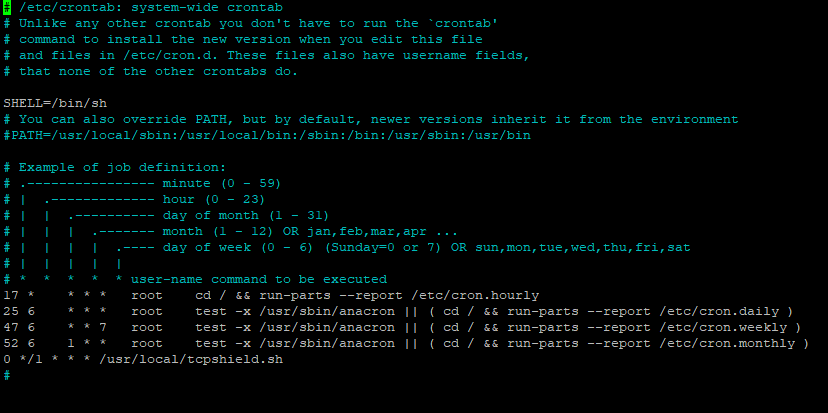 # /etc/crontab: system-wide crontab
# Unlike any other crontab you don't have to run the `crontab'
# command to install the new version when you edit this file
# and files in /etc/cron.d. These files also have username fields,
# that none of the other crontabs do.

SHELL=/bin/sh
# You can also override PATH, but by default, newer versions inherit it from the environment
#PATH=/usr/local/sbin:/usr/local/bin:/sbin:/bin:/usr/sbin:/usr/bin

# Example of job definition:
# .---------------- minute (0 - 59)
# |  .------------- hour (0 - 23)
# |  |  .---------- day of month (1 - 31)
# |  |  |  .------- month (1 - 12) OR jan,feb,mar,apr ...
# |  |  |  |  .---- day of week (0 - 6) (Sunday=0 or 7) OR sun,mon,tue,wed,thu,fri,sat
# |  |  |  |  |
# *  *  *  *  * user-name command to be executed
17 *    * * *   root    cd / && run-parts --report /etc/cron.hourly
25 6    * * *   root    test -x /usr/sbin/anacron || ( cd / && run-parts --report /etc/cron.daily )
47 6    * * 7   root    test -x /usr/sbin/anacron || ( cd / && run-parts --report /etc/cron.weekly )
52 6    1 * *   root    test -x /usr/sbin/anacron || ( cd / && run-parts --report /etc/cron.monthly )
0 */1 * * * /usr/local/tcpshield.sh
#